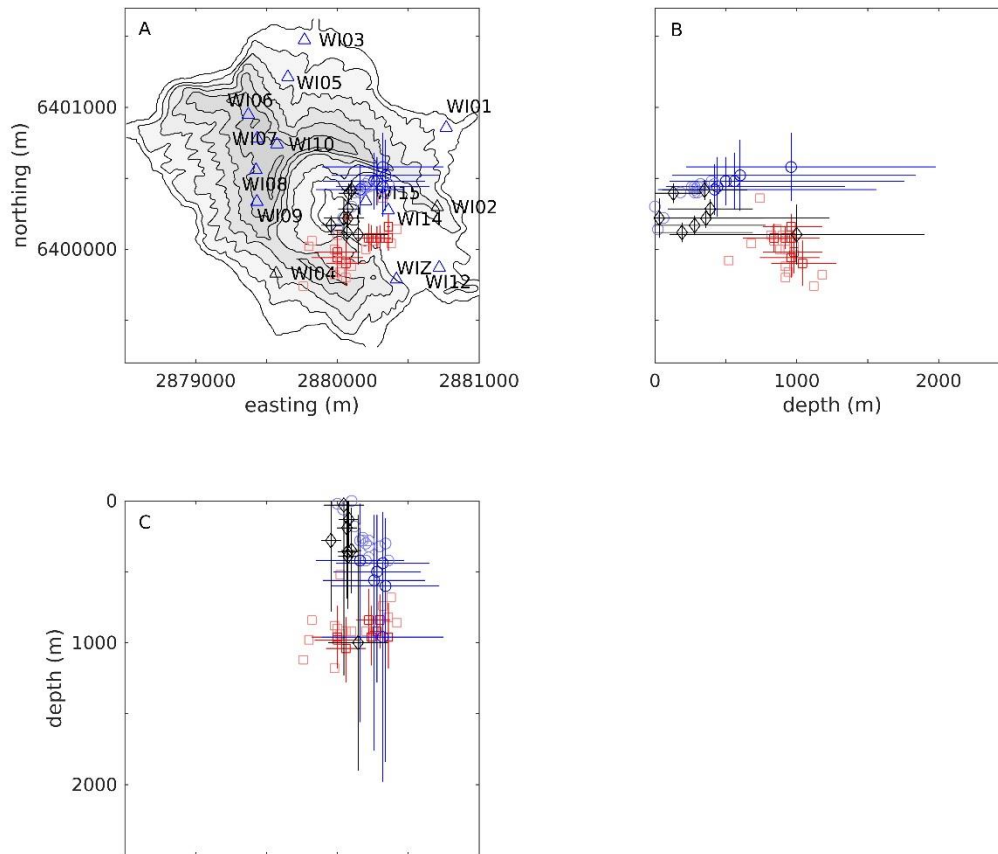 A
B
WI03
WI05
6401000
WI06
WI01
WI07
WI10
WI08
WI15
WI02
WI09
WI14
northing (m)
6400000
WI04
WIZ
WI12
2879000
2880000
2881000
0
1000
2000
easting (m)
depth (m)
0
C
1000
depth (m)
2000